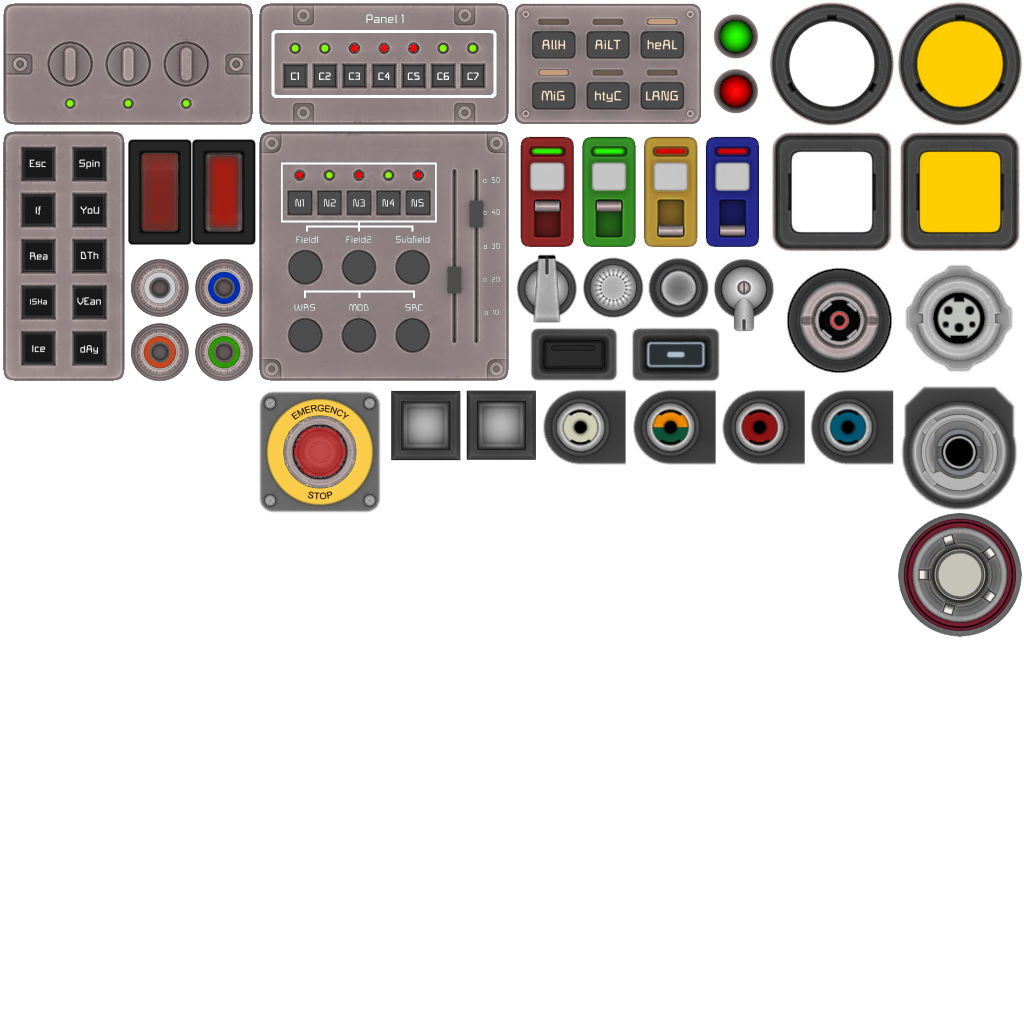 Panel 1
C1 C2 C3 C4 C5 C6 C7
AllH AiLT heAL
MiG htyC LANG
Esc Spin
If YoU
Rea DTh
15Ha VEan
Ice dAy
N1 N2 N3 N4 N5
Field1 Field2 Subfield
WRS MOD SRC
50
40
30
20
10
EMERGENCY
STOP